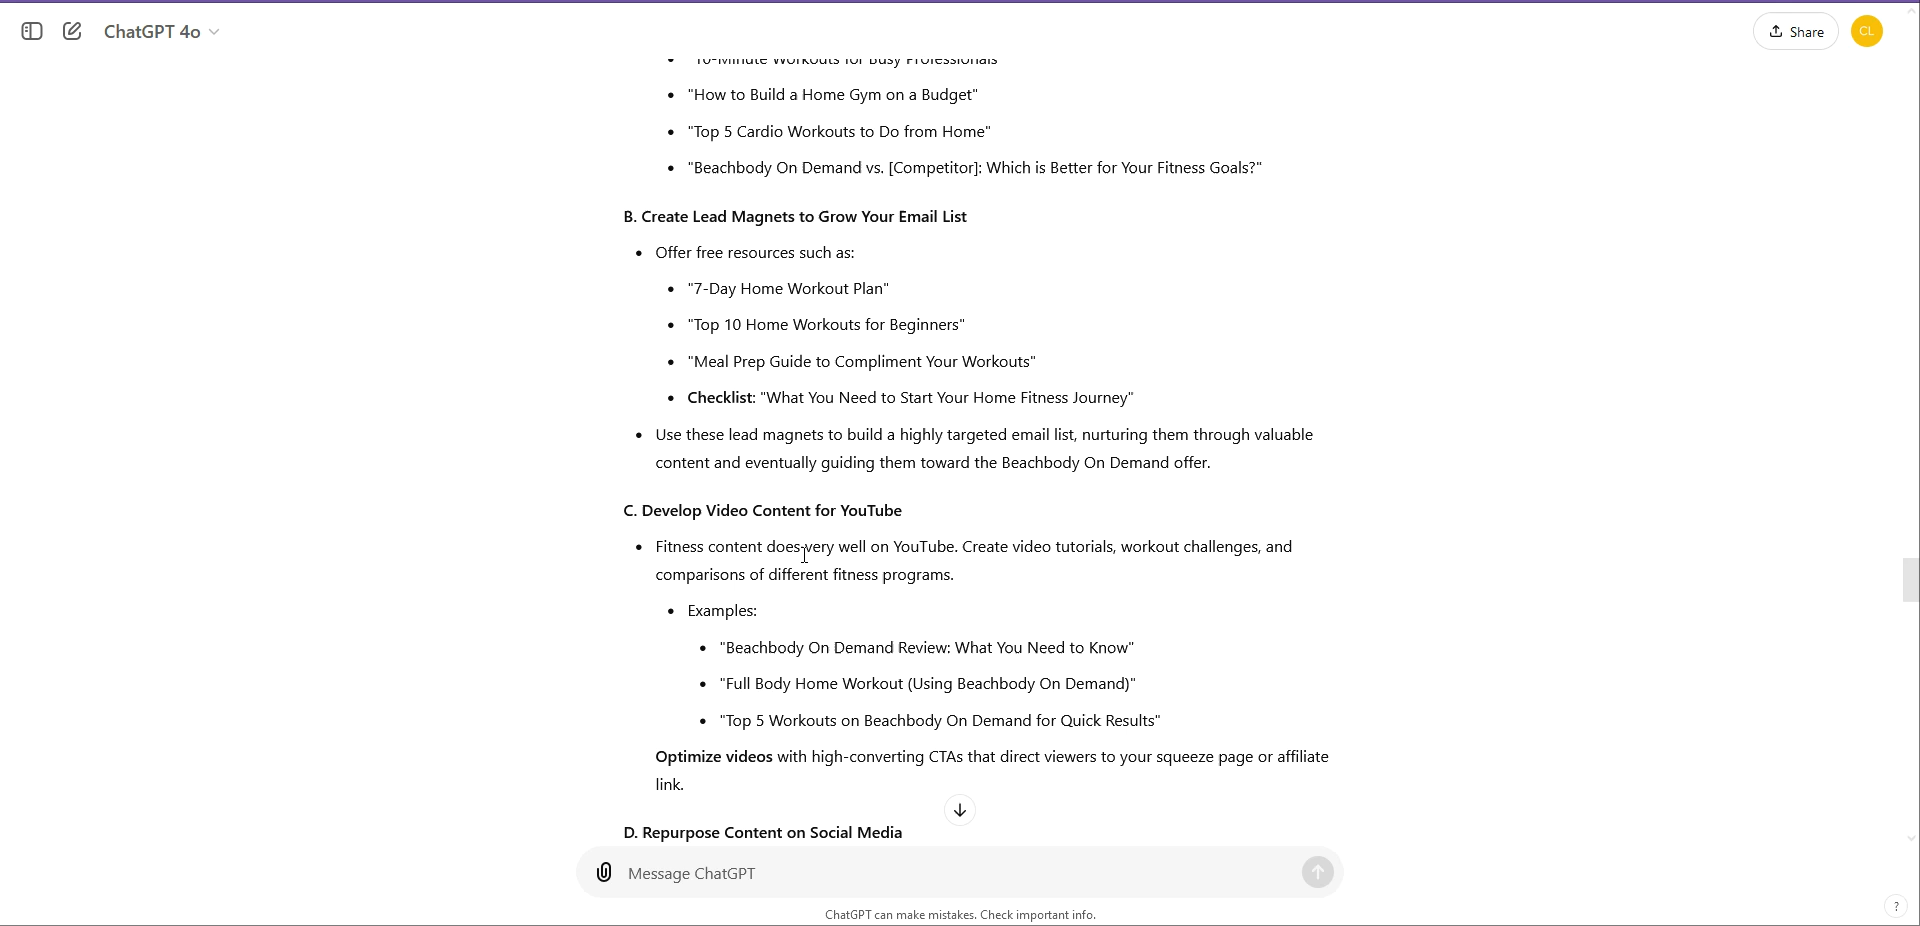 ChatGPT 4o
Share
CL
"10-Minute Workouts for Busy Professionals
"How to Build a Home Gym on a Budget"
"Top 5 Cardio Workouts to Do from Home"
"Beachbody On Demand vs. [Competitor]: Which is Better for Your Fitness Goals?"
B. Create Lead Magnets to Grow Your Email List
Offer free resources such as:
"7-Day Home Workout Plan"
"Top 10 Home Workouts for Beginners"
"Meal Prep Guide to Compliment Your Workouts"
Checklist: "What You Need to Start Your Home Fitness Journey"
Use these lead magnets to build a highly targeted email list, nurturing them through valuable
content and eventually guiding them toward the Beachbody On Demand offer.
C. Develop Video Content for YouTube
Fitness content does very well on YouTube. Create video tutorials, workout challenges, and
comparisons of different fitness programs.
Examples:
"Beachbody On Demand Review: What You Need to Know"
"Full Body Home Workout (Using Beachbody On Demand)"
"Top 5 Workouts on Beachbody On Demand for Quick Results"
Optimize videos with high-converting CTAs that direct viewers to your squeeze page or affiliate
link.
D. Repurpose Content on Social Media
Message ChatGPT
ChatGPT can make mistakes. Check important info.
?